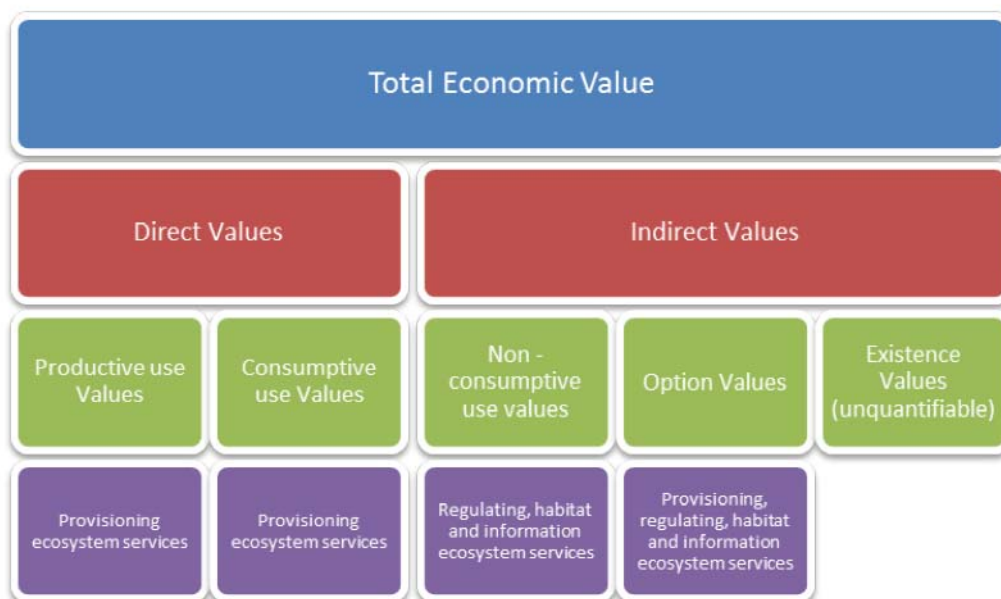 Total Economic Value
Direct Values
Indirect Values
Productive use
Values
Consumptive
use Values
Non -
consumptive
use values
Option Values
Existence
Values
(unquantifiable)
Provisioning
ecosystem services
Provisioning
ecosystem services
Regulating, habitat
and information
ecosystem services
Provisioning,
regulating, habitat
and information
ecosystem services